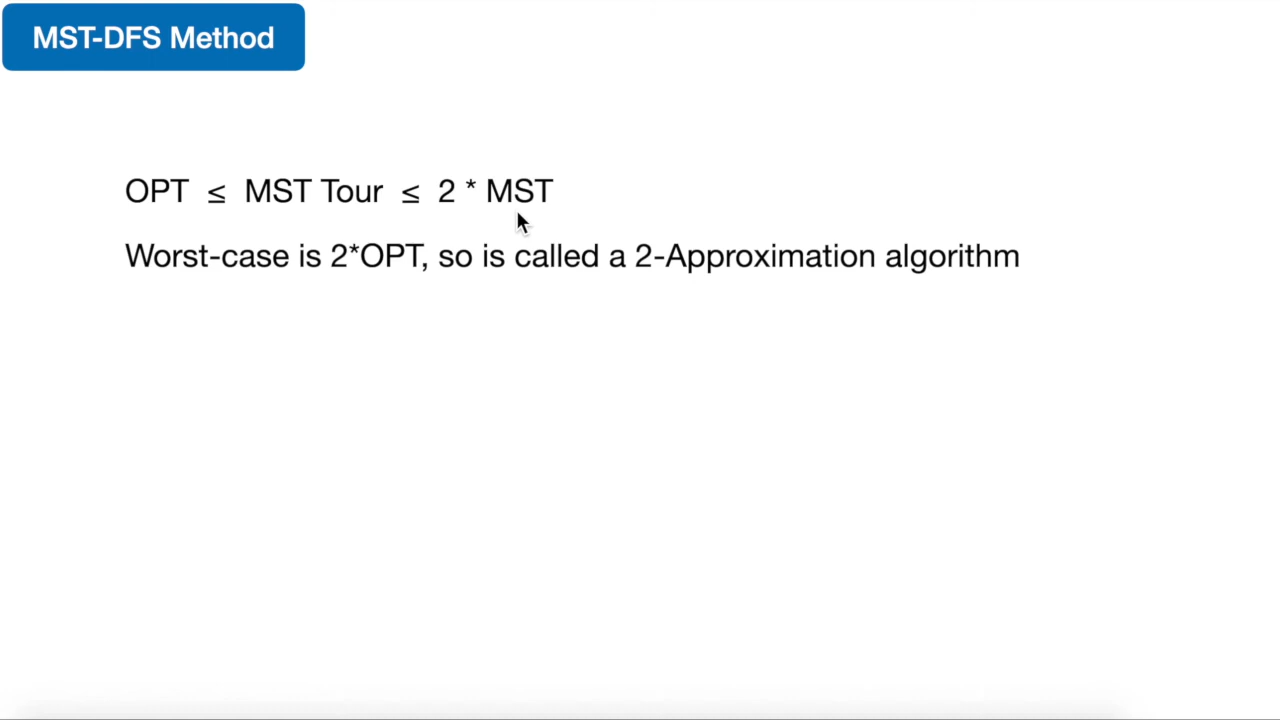 MST-DFS Method
OPT ≤ MST Tour ≤ 2 * MST
Worst-case is 2*OPT, so is called a 2-Approximation algorithm